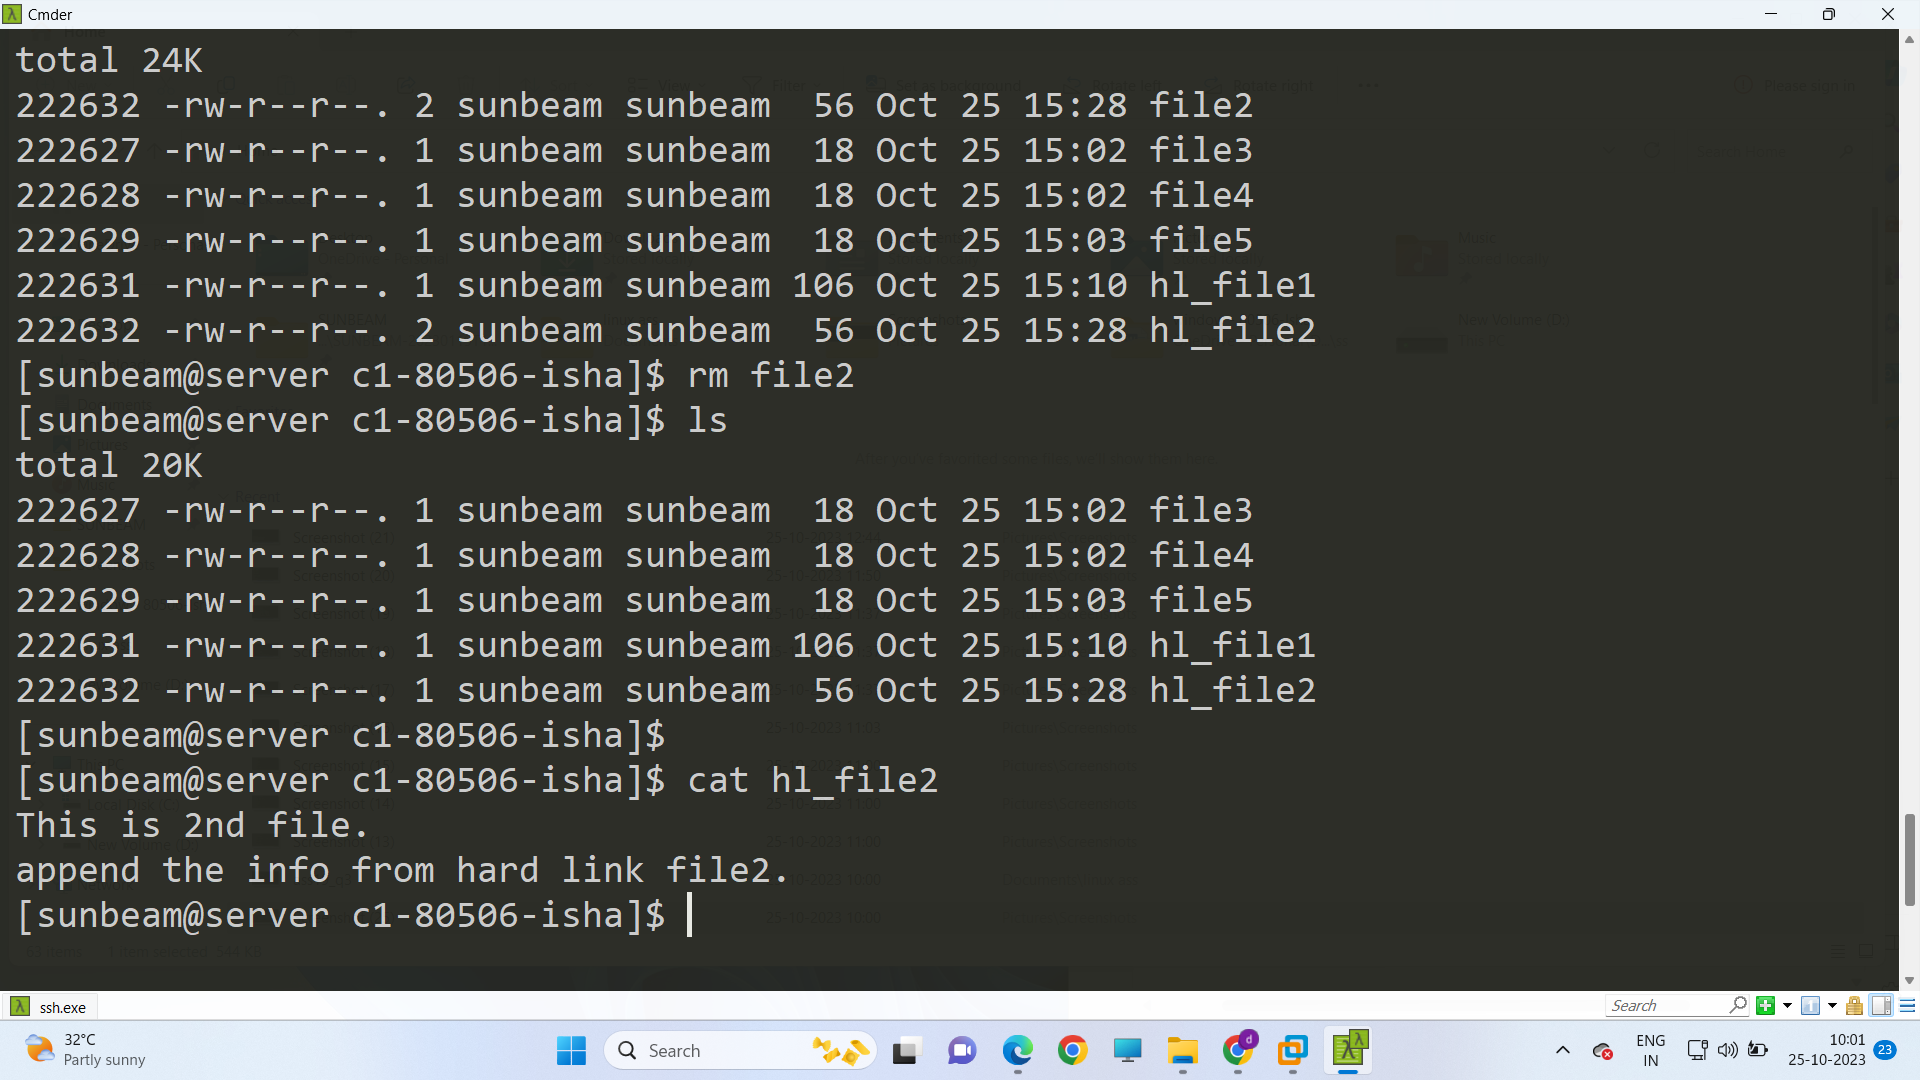 Cmder
total 24K
222632 -rw-r--r--. 2 sunbeam sunbeam  56 Oct 25 15:28 file2
222627 -rw-r--r--. 1 sunbeam sunbeam  18 Oct 25 15:02 file3
222628 -rw-r--r--. 1 sunbeam sunbeam  18 Oct 25 15:02 file4
222629 -rw-r--r--. 1 sunbeam sunbeam  18 Oct 25 15:03 file5
222631 -rw-r--r--. 1 sunbeam sunbeam 106 Oct 25 15:10 hl_file1
222632 -rw-r--r--. 2 sunbeam sunbeam  56 Oct 25 15:28 hl_file2
[sunbeam@server c1-80506-isha]$ rm file2
[sunbeam@server c1-80506-isha]$ ls
total 20K
222627 -rw-r--r--. 1 sunbeam sunbeam  18 Oct 25 15:02 file3
222628 -rw-r--r--. 1 sunbeam sunbeam  18 Oct 25 15:02 file4
222629 -rw-r--r--. 1 sunbeam sunbeam  18 Oct 25 15:03 file5
222631 -rw-r--r--. 1 sunbeam sunbeam 106 Oct 25 15:10 hl_file1
222632 -rw-r--r--. 1 sunbeam sunbeam  56 Oct 25 15:28 hl_file2
[sunbeam@server c1-80506-isha]$
[sunbeam@server c1-80506-isha]$ cat hl_file2
This is 2nd file.
append the info from hard link file2.
[sunbeam@server c1-80506-isha]$
ssh.exe
Search
32°C
Partly sunny
Search
ENG
IN
10:01
25-10-2023
23